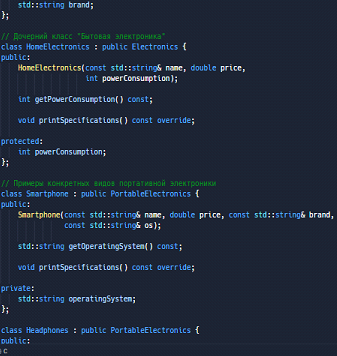 std::string brand;
};
// Дочерний класс "Бытовая электроника"
class HomeElectronics : public Electronics {
public:
HomeElectronics(const std::string& name, double price,
int powerConsumption);
int getPowerConsumption() const;
void printSpecifications() const override;
protected:
int powerConsumption;
};
// Примеры конкретных видов портативной электроники
class Smartphone : public PortableElectronics {
public:
Smartphone(const std::string& name, double price, const std::string& brand,
const std::string& os);
std::string getOperatingSystem() const;
void printSpecifications() const override;
private:
std::string operatingSystem;
};
class Headphones : public PortableElectronics {
public: